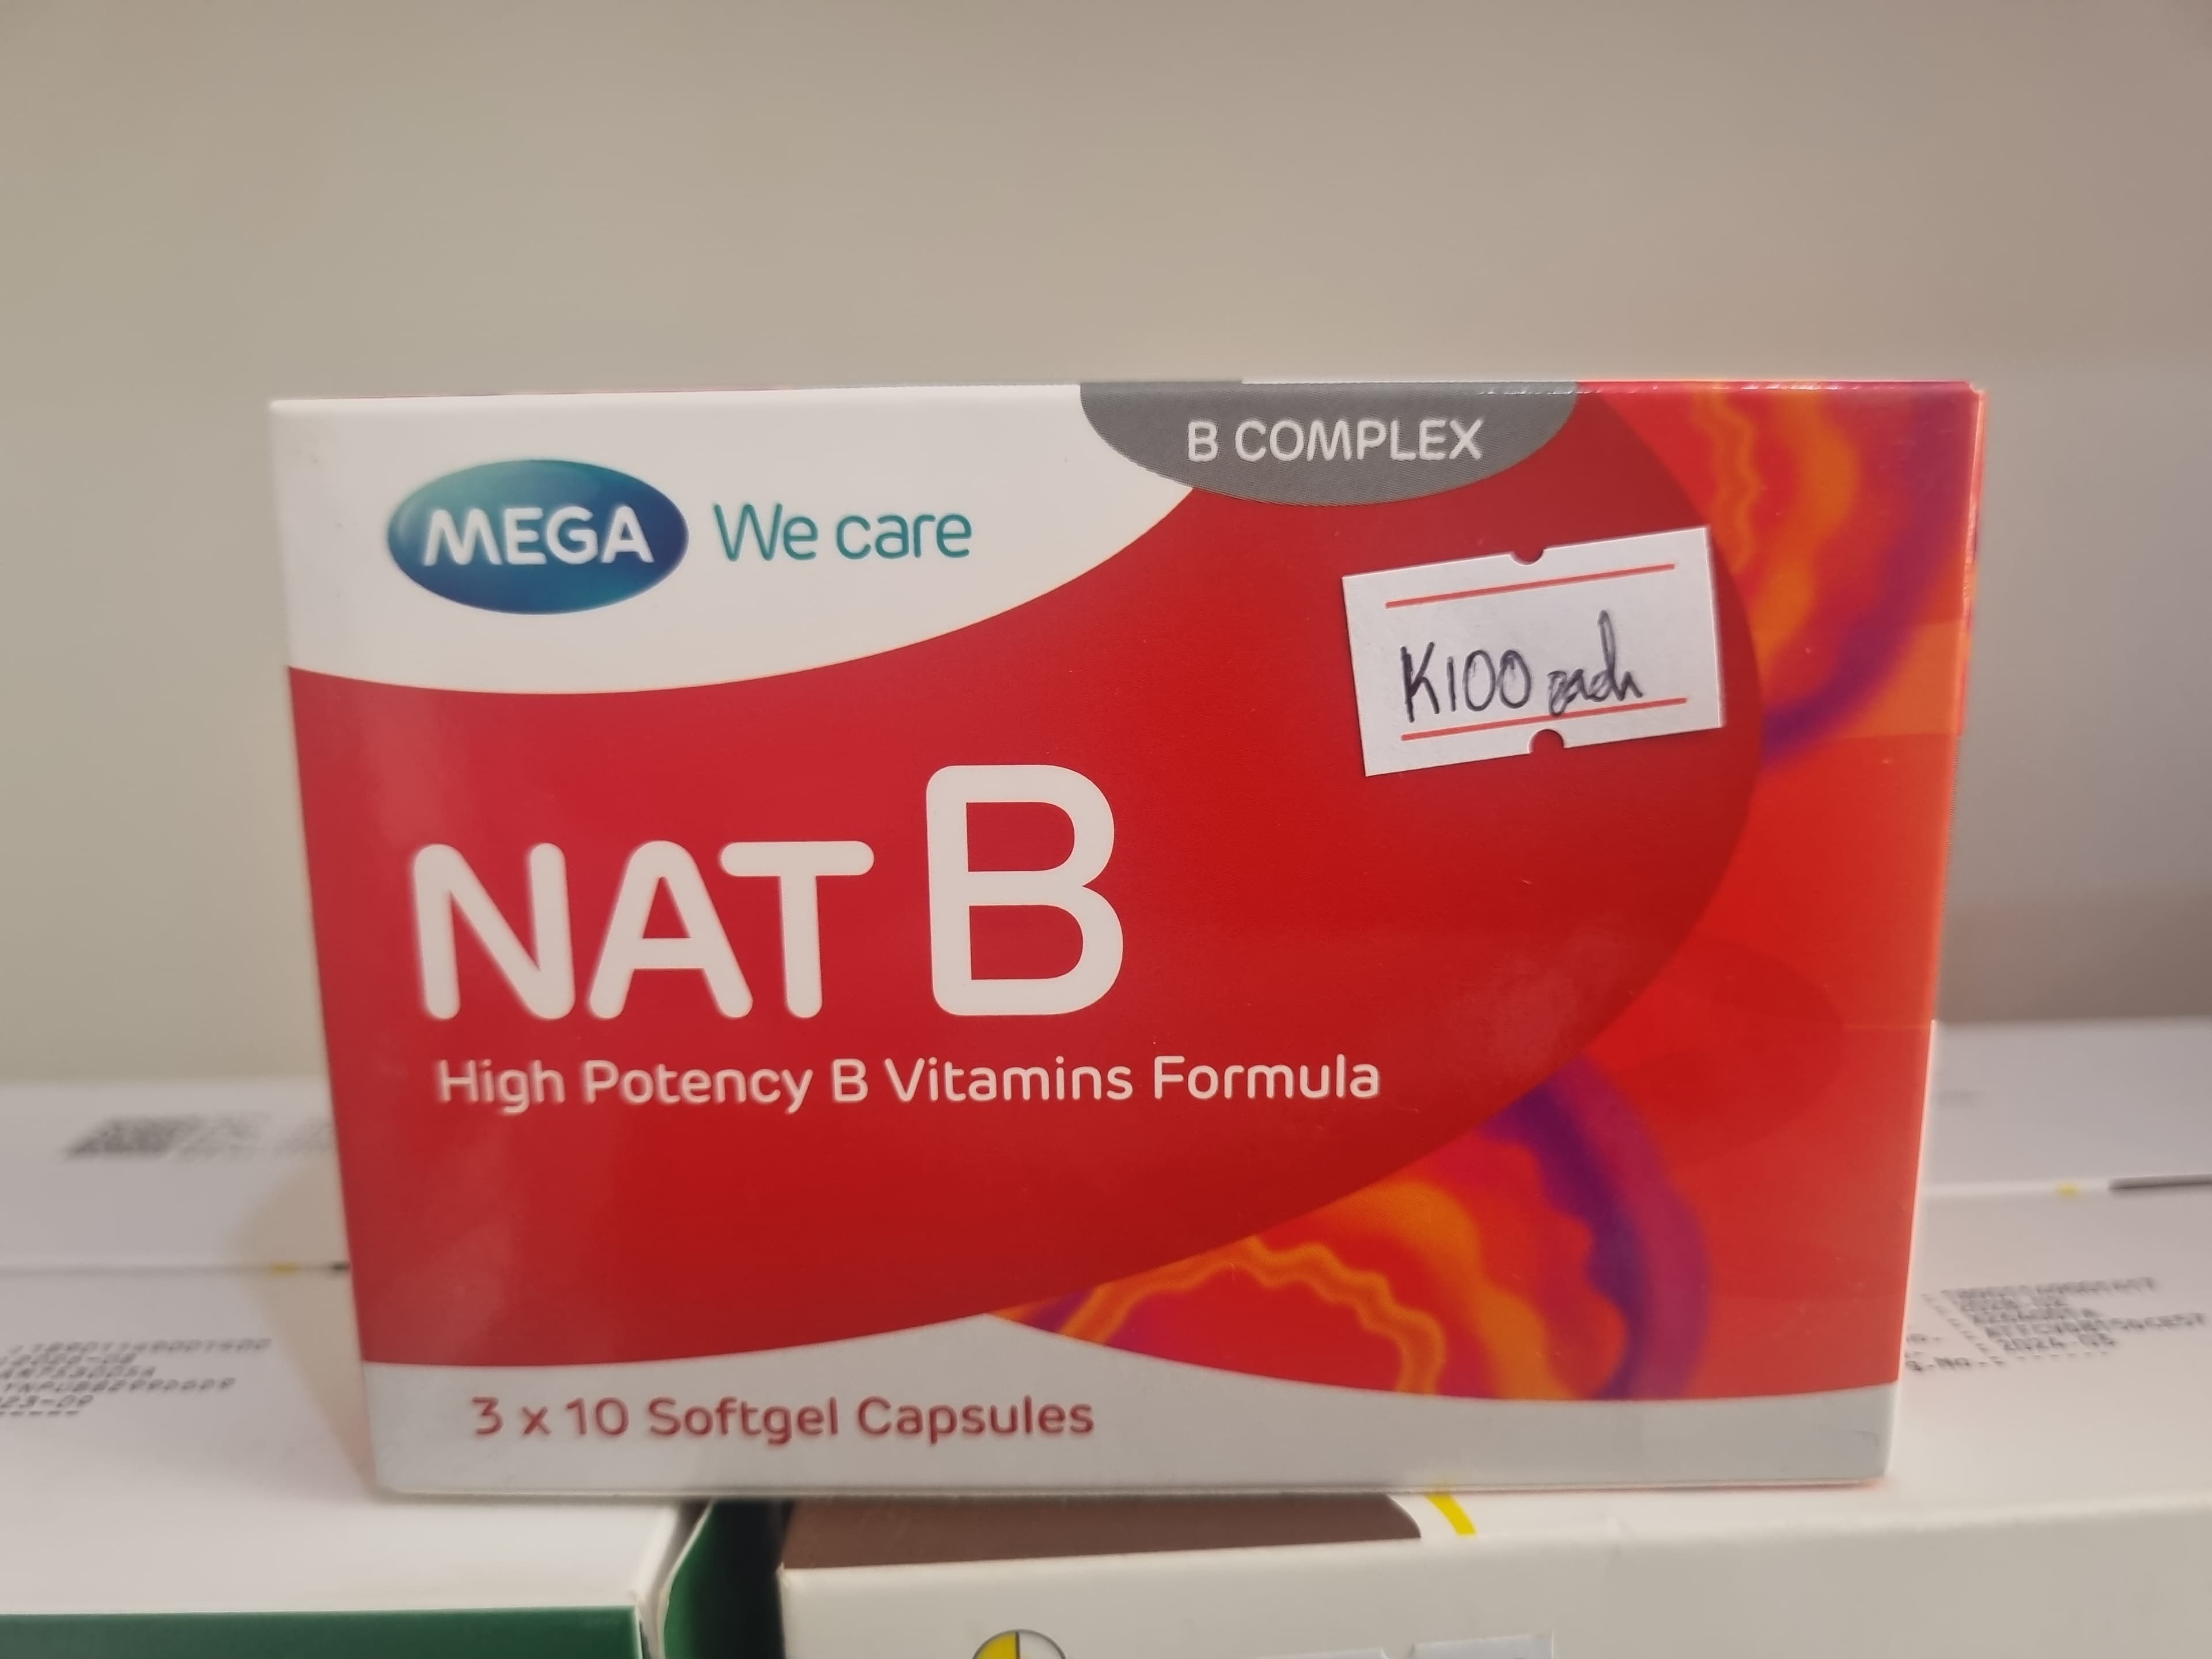 B COMPLEX
MEGA We care
K100 each
NAT B
High Potency B Vitamins Formula
3 x 10 Softgel Capsules